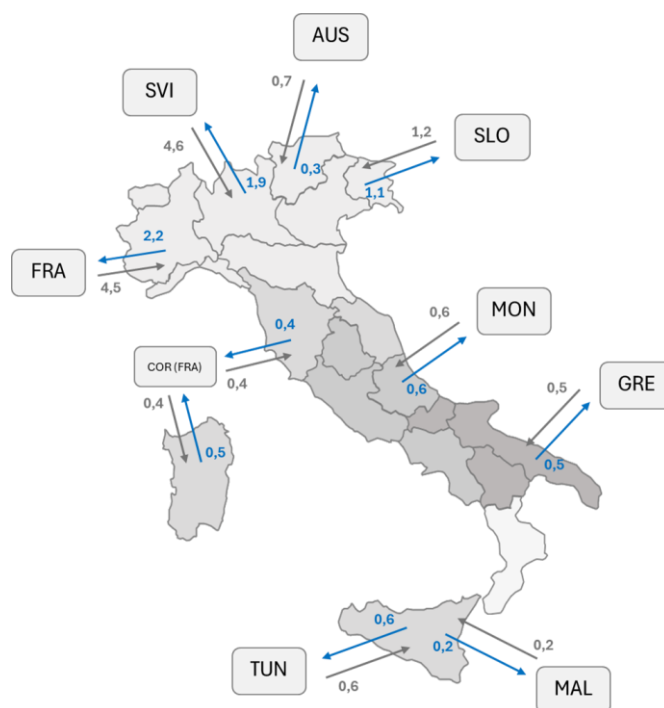 AUS
0,7
SVI
1,2
SLO
4,6
0,3
1,9
1,1
2,2
FRA
4,5
0,6
MON
0,4
COR (FRA)
0,4
0,6
0,5
GRE
0,4
0,5
0,5
0,6
0,2
0,2
TUN
0,6
MAL